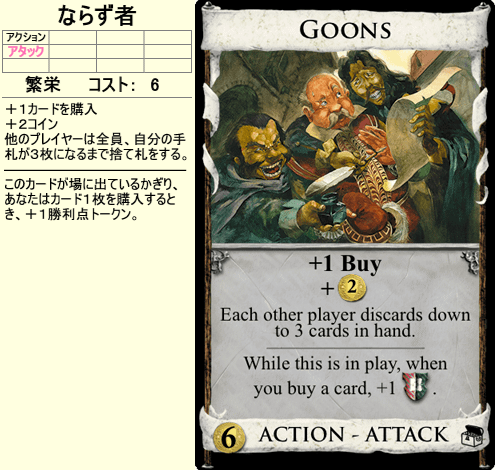 ならず者
アクション
アタック
繁栄 コスト： 6
＋１カードを購入
＋２コイン
他のプレイヤーは全員、自分の手
札が３枚になるまで捨て札をする。
このカードが場に出ているかぎり、
あなたはカード１枚を購入すると
き、＋１勝利点トークン。
GOONS
+1 Buy
+ 2
Each other player discards down
to 3 cards in hand.
While this is in play, when
you buy a card, +1 .
6 ACTION - ATTACK